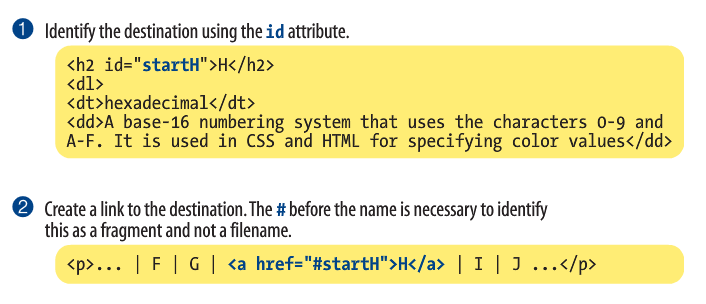 1 Identify the destination using the id attribute.
<h2 id="startH">H</h2>
<dl>
<dt>hexadecimal</dt>
<dd>A base-16 numbering system that uses the characters 0-9 and
A-F. It is used in CSS and HTML for specifying color values</dd>
2 Create a link to the destination. The # before the name is necessary to identify
this as a fragment and not a filename.
<p>... | F | G | <a href="#startH">H</a> | I | J ...</p>